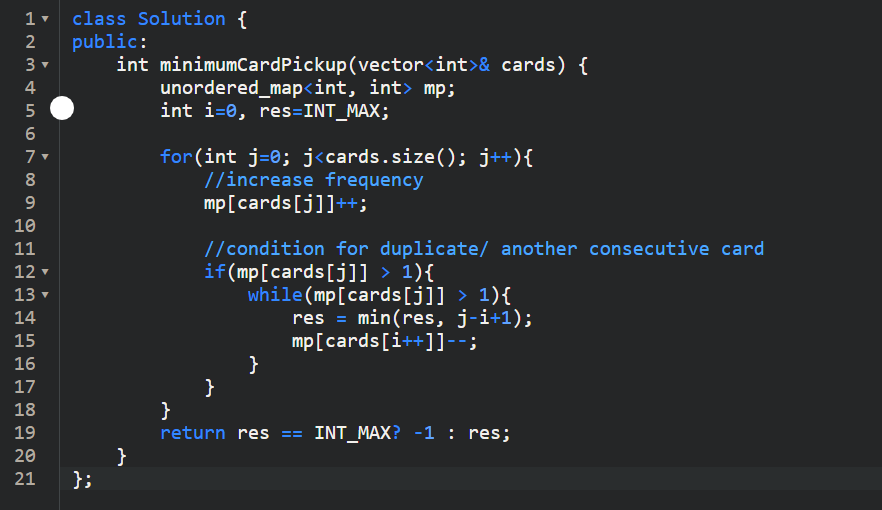 1 class Solution {
2 public:
3     int minimumCardPickup(vector<int>& cards) {
4         unordered_map<int, int> mp;
5         int i=0, res=INT_MAX;
6
7         for(int j=0; j<cards.size(); j++){
8             //increase frequency
9             mp[cards[j]]++;
10
11             //condition for duplicate/ another consecutive card
12             if(mp[cards[j]] > 1){
13                 while(mp[cards[j]] > 1){
14                     res = min(res, j-i+1);
15                     mp[cards[i++]]--;
16                 }
17             }
18         }
19         return res == INT_MAX? -1 : res;
20     }
21 };